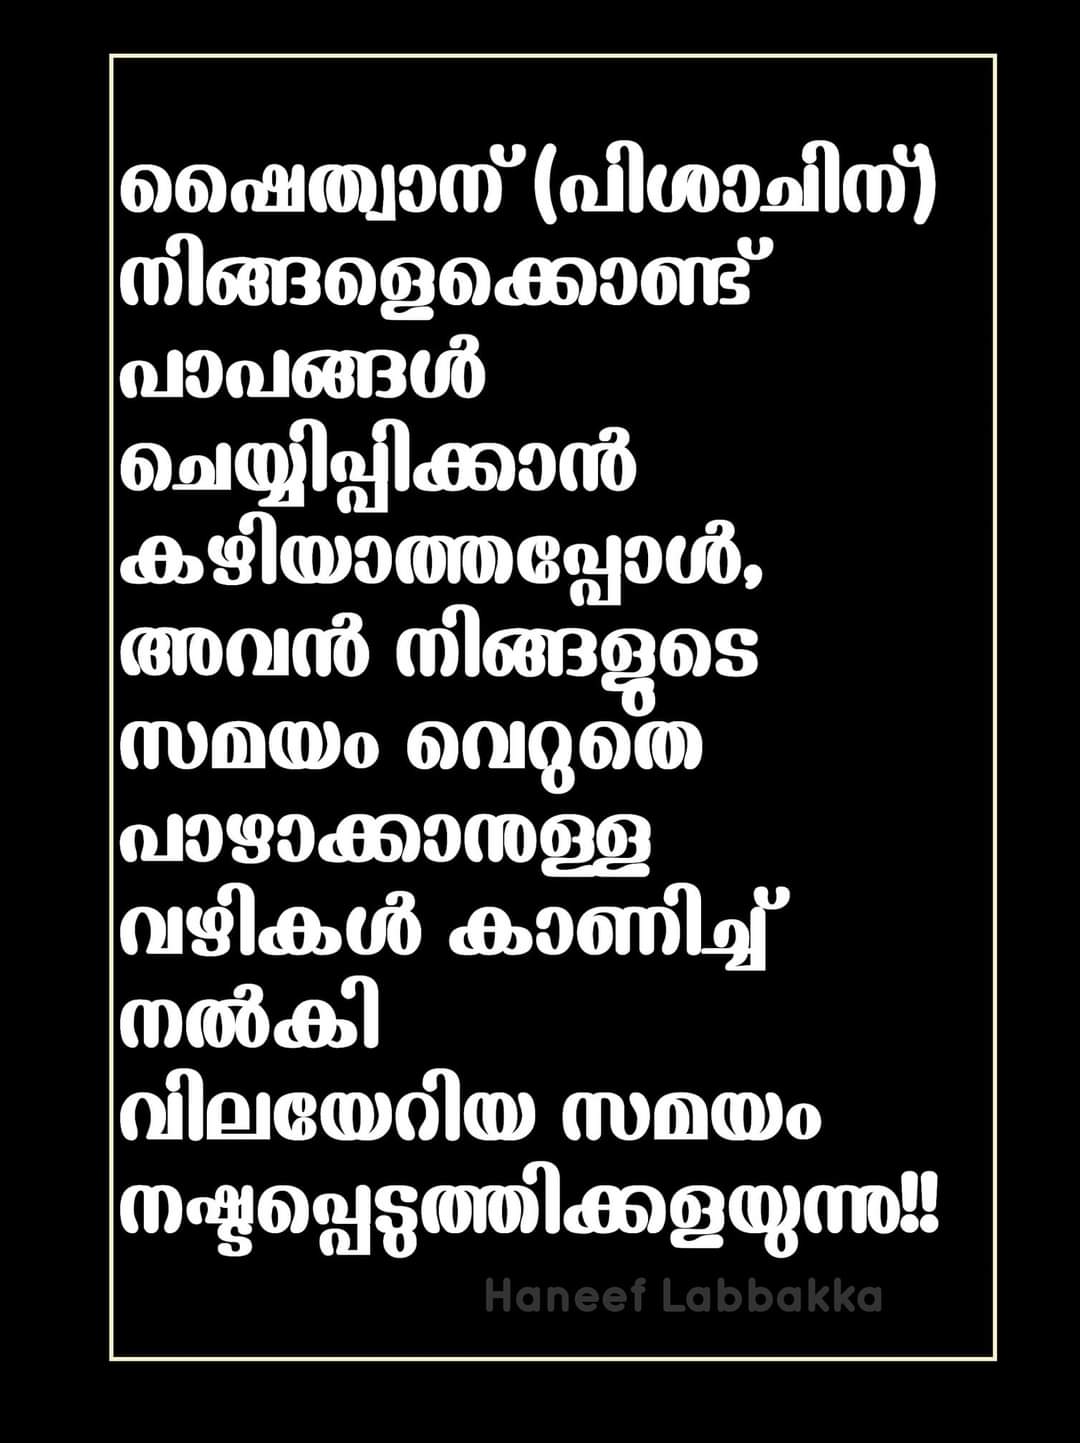 ഷൈത്വാന് (പിശാചിന്)
നിങ്ങളെക്കൊണ്ട്
പാപങ്ങൾ
ചെയ്യിപ്പിക്കാൻ
കഴിയാത്തപ്പോൾ,
അവൻ നിങ്ങളുടെ
സമയം വെറുതെ
പാഴാക്കാനുള്ള
വഴികൾ കാണിച്ച്
നൽകി
വിലയേറിയ സമയം
നഷ്ടപ്പെടുത്തിക്കളയുന്നു!!
Haneef Labbakka